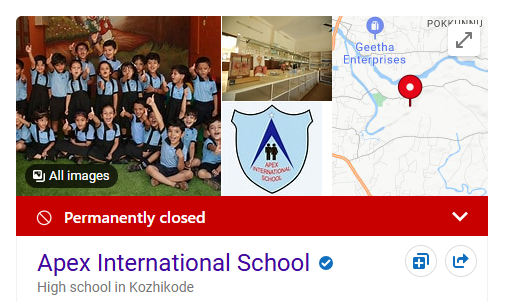 POKKUNNU
Geetha
Enterprises
APEX
INTERNATIONAL
SCHOOL
All images
Permanently closed
Apex International School
High school in Kozhikode